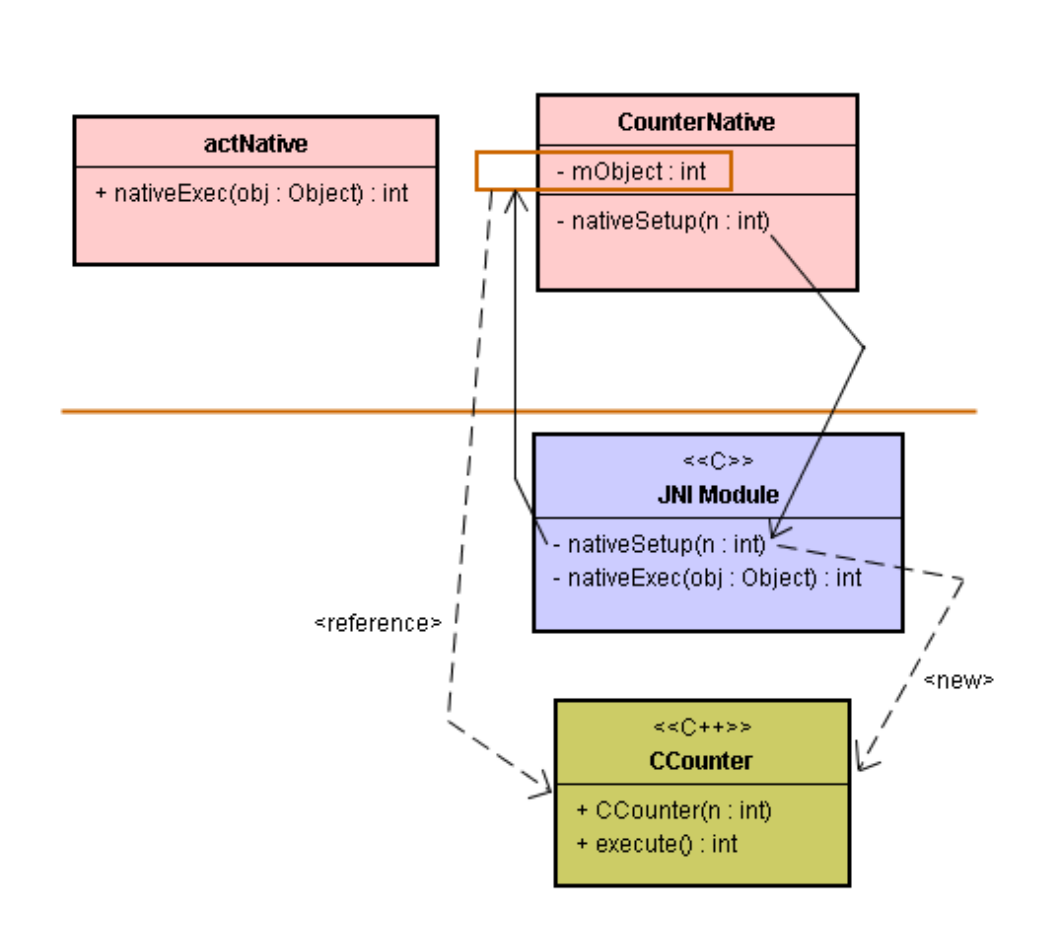 actNative
+ nativeExec(obj : Object) : int
CounterNative
- mObject : int
- nativeSetup(n : int)
<<C>>
JNI Module
- nativeSetup(n : int)
- nativeExec(obj : Object) : int
<reference>
<new>
<<C++>>
CCounter
+ CCounter(n : int)
+ execute() : int